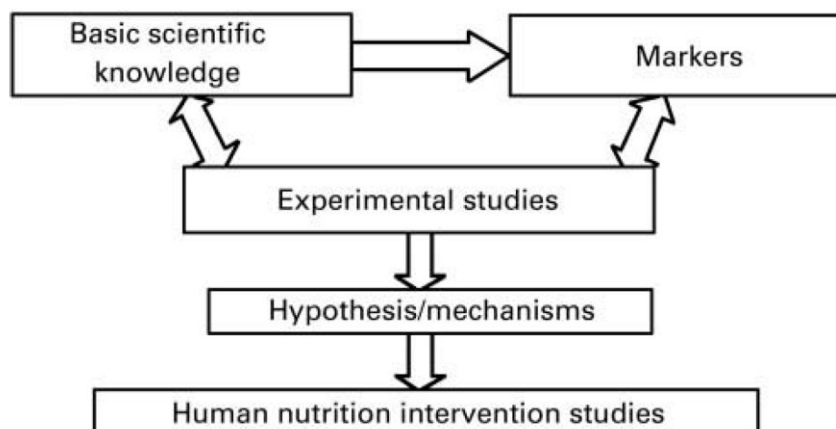 Basic scientific
knowledge
Markers
Experimental studies
Hypothesis/mechanisms
Human nutrition intervention studies